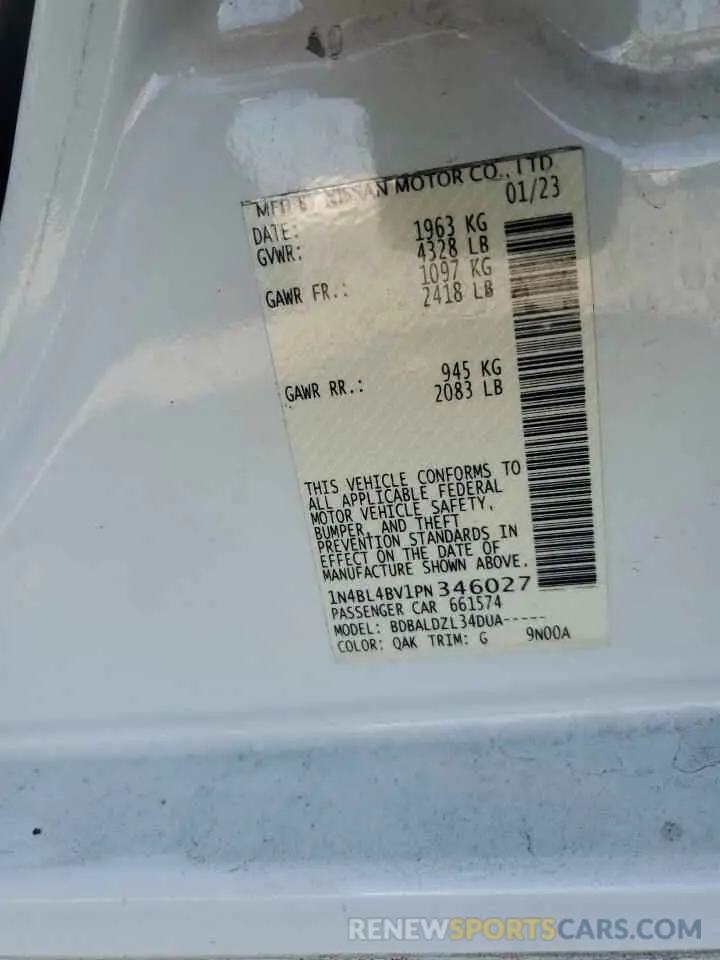 MFD BY NISSAN MOTOR CO., LTD.
DATE: 01/23
GVWR: 1963 KG
4328 LB
GAWR FR.: 1097 KG
2418 LB
GAWR RR.: 945 KG
2083 LB
THIS VEHICLE CONFORMS TO
ALL APPLICABLE FEDERAL
MOTOR VEHICLE SAFETY,
BUMPER, AND THEFT
PREVENTION STANDARDS IN
EFFECT ON THE DATE OF
MANUFACTURE SHOWN ABOVE.
1N4BL4BV1PN346027
PASSENGER CAR 661574
MODEL: BDBALDZL34DUA-----
COLOR: QAK TRIM: G 9N00A
RENEWSPORTSCARS.COM